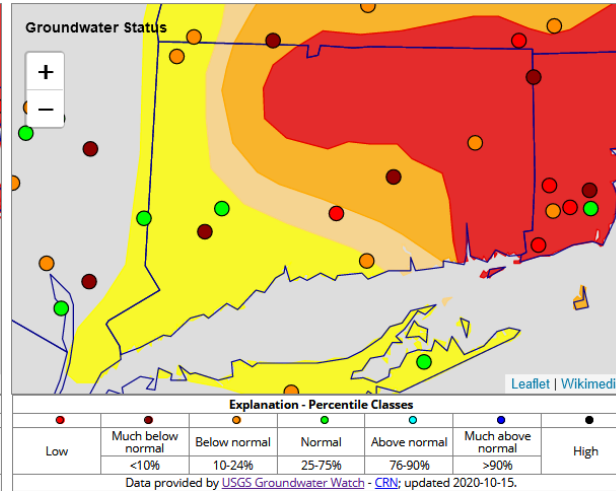 Groundwater Status
+
−
Leaflet | Wikimedi
Explanation - Percentile Classes
Low
Much below normal
Below normal
Normal
Above normal
Much above normal
High
<10%
10-24%
25-75%
76-90%
>90%
Data provided by USGS Groundwater Watch - CRN; updated 2020-10-15.